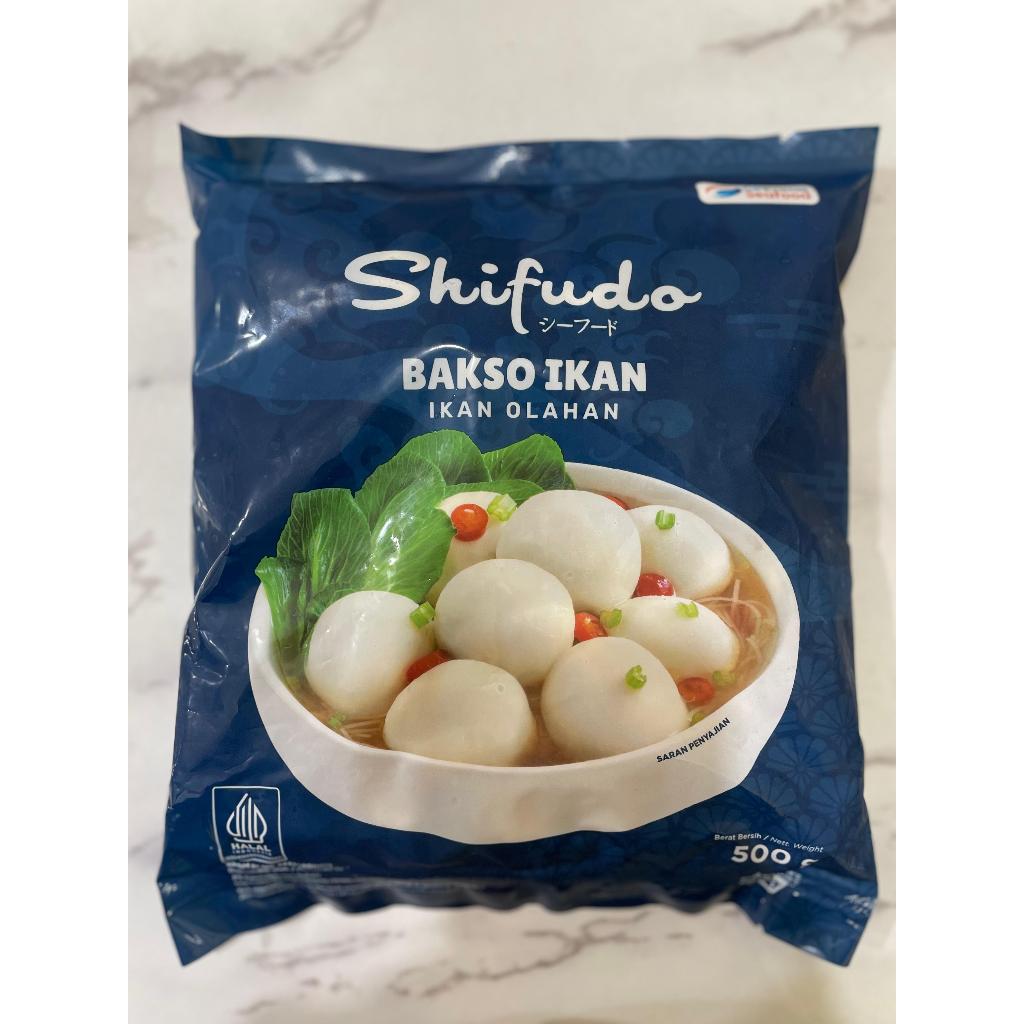 seafood
Shifudo
シーフード
BAKSO IKAN
IKAN OLAHAN
SARAN PENYAJIAN
HALAL
INDONESIA
Berat Bersih / Nett. Weight
500 g